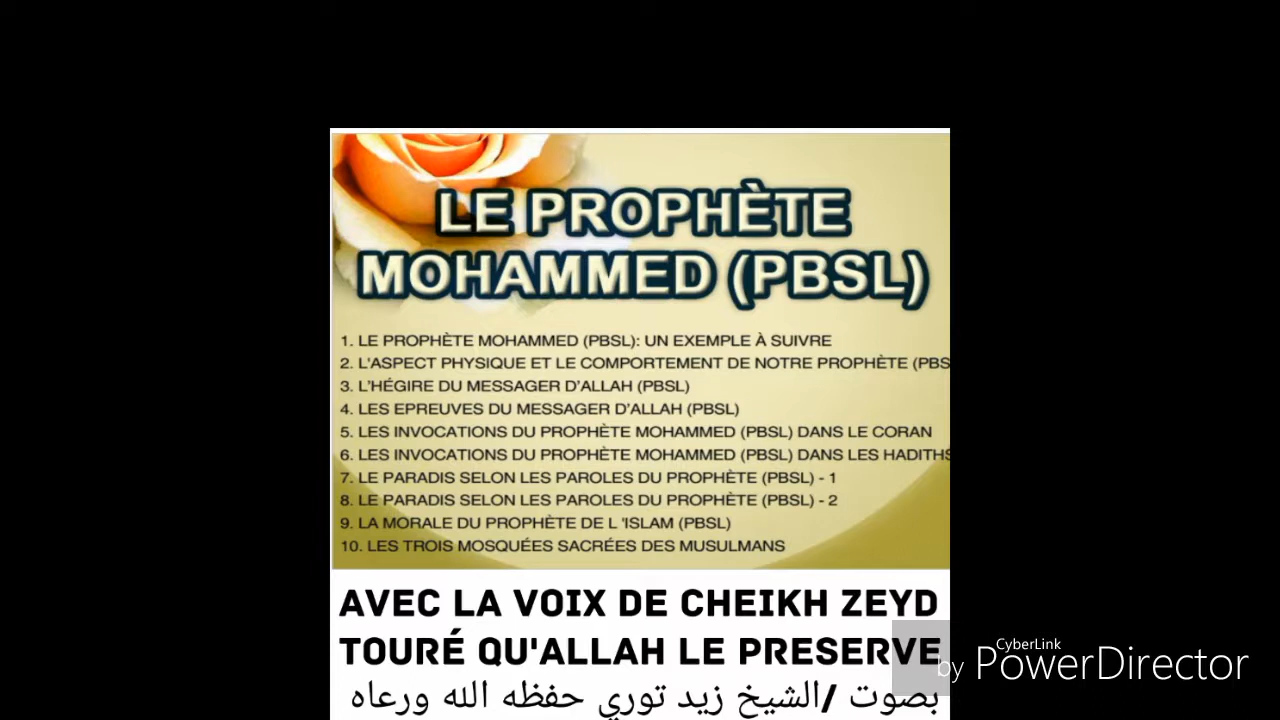 LE PROPHÈTE
MOHAMMED (PBSL)
1. LE PROPHÈTE MOHAMMED (PBSL): UN EXEMPLE À SUIVRE
2. L'ASPECT PHYSIQUE ET LE COMPORTEMENT DE NOTRE PROPHÈTE (PBS
3. L'HÉGIRE DU MESSAGER D'ALLAH (PBSL)
4. LES EPREUVES DU MESSAGER D'ALLAH (PBSL)
5. LES INVOCATIONS DU PROPHÈTE MOHAMMED (PBSL) DANS LE CORAN
6. LES INVOCATIONS DU PROPHÈTE MOHAMMED (PBSL) DANS LES HADITHS
7. LE PARADIS SELON LES PAROLES DU PROPHÈTE (PBSL) - 1
8. LE PARADIS SELON LES PAROLES DU PROPHÈTE (PBSL) - 2
9. LA MORALE DU PROPHÈTE DE L 'ISLAM (PBSL)
10. LES TROIS MOSQUÉES SACRÉES DES MUSULMANS
AVEC LA VOIX DE CHEIKH ZEYD
TOURÉ QU'ALLAH LE PRESERVE
بصوت /الشيخ زيد توري حفظه الله ورعاه
CyberLink
by PowerDirector